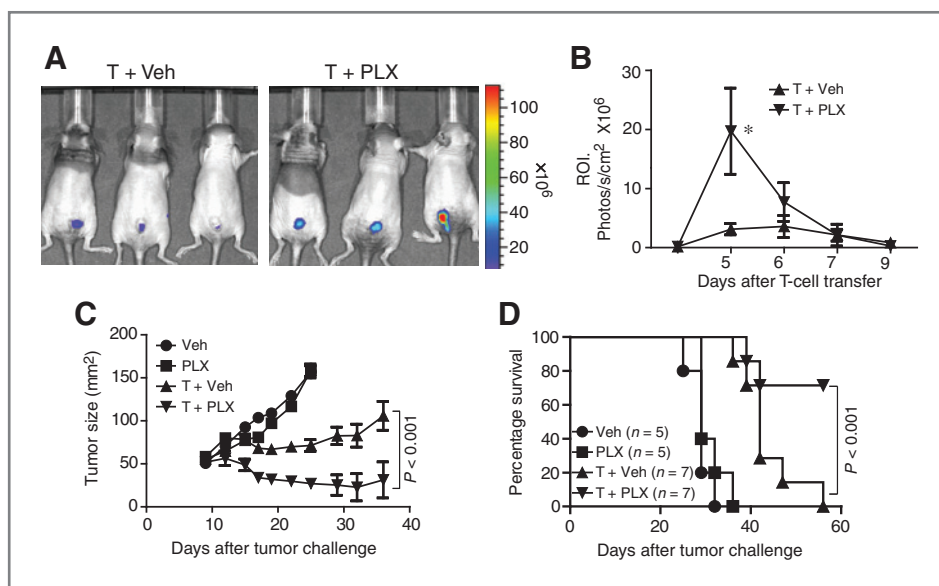 A
T + Veh
T + PLX
100
80
60
40
20
×10⁶
B
30
20
10
0
ROI.
Photos/s/cm² X10⁶
T + Veh
T + PLX
*
5
6
7
9
Days after T-cell transfer
C
200
150
100
50
0
Tumor size (mm²)
Veh
PLX
T + Veh
T + PLX
P < 0.001
0
10
20
30
40
Days after tumor challenge
D
100
80
60
40
20
0
Percentage survival
Veh (n = 5)
PLX (n = 5)
T + Veh (n = 7)
T + PLX (n = 7)
P < 0.001
0
20
40
60
Days after tumor challenge